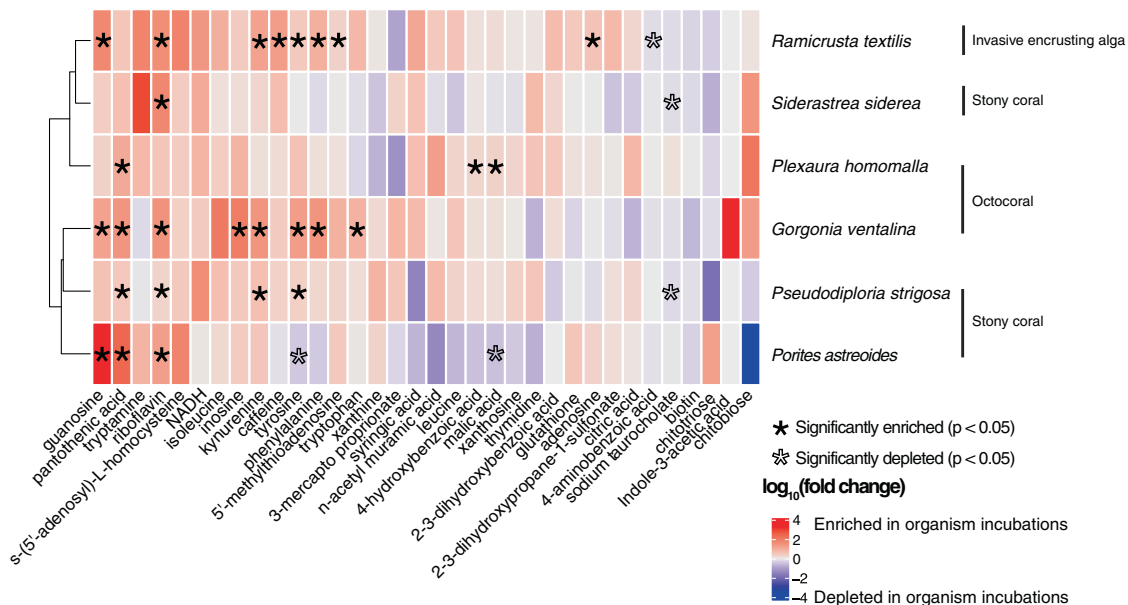 Ramicrusta textilis
Invasive encrusting alga
Siderastrea siderea
Stony coral
Plexaura homomalla
Octocoral
Gorgonia ventalina
Pseudodiploria strigosa
Stony coral
Porites astreoides
guanosine
pantothenic acid
tryptamine
riboflavin
s-(5'-adenosyl)-L-homocysteine
NADH
isoleucine
inosine
kynurenine
caffeine
tyrosine
phenylalanine
5'-methylthioadenosine
tryptophan
xanthine
3-mercapto proprionate
syringic acid
n-acetyl muramic acid
leucine
4-hydroxybenzoic acid
malic acid
xanthosine
thymidine
2-3-dihydroxybenzoic acid
glutathione
adenosine
2-3-dihydroxypropane-1-sulfonate
citric acid
4-aminobenzoic acid
sodium taurocholate
biotin
chitotriose
Indole-3-acetic acid
chitobiose
Significantly enriched (p < 0.05)
Significantly depleted (p < 0.05)
log10(fold change)
4 Enriched in organism incubations
2
0
−2
−4 Depleted in organism incubations